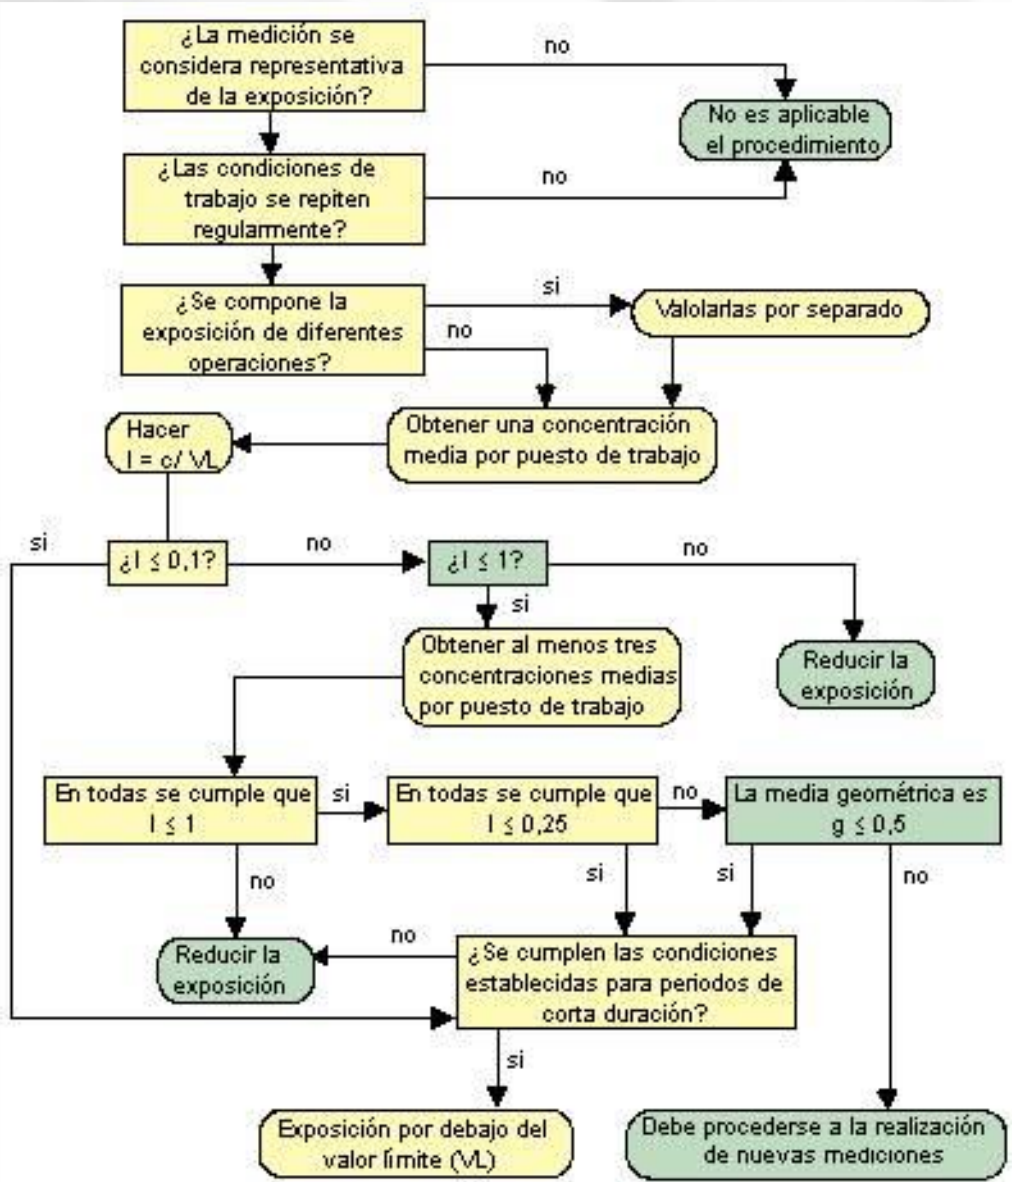 ¿La medición se
considera representativa
de la exposición?
no
No es aplicable
el procedimiento
¿Las condiciones de
trabajo se repiten
regularmente?
no
¿Se compone la
exposición de diferentes
operaciones?
si
no
Valolarlas por separado
Obtener una concentración
media por puesto de trabajo
Hacer
I = c/ VL
si
¿I ≤ 0,1?
no
¿I ≤ 1?
no
si
Obtener al menos tres
concentraciones medias
por puesto de trabajo
Reducir la
exposición
En todas se cumple que
I ≤ 1
si
En todas se cumple que
I ≤ 0,25
no
La media geométrica es
g ≤ 0,5
no
si
si
no
Reducir la
exposición
no
¿Se cumplen las condiciones
establecidas para periodos de
corta duración?
si
Exposición por debajo del
valor límite (VL)
Debe procederse a la realización
de nuevas mediciones